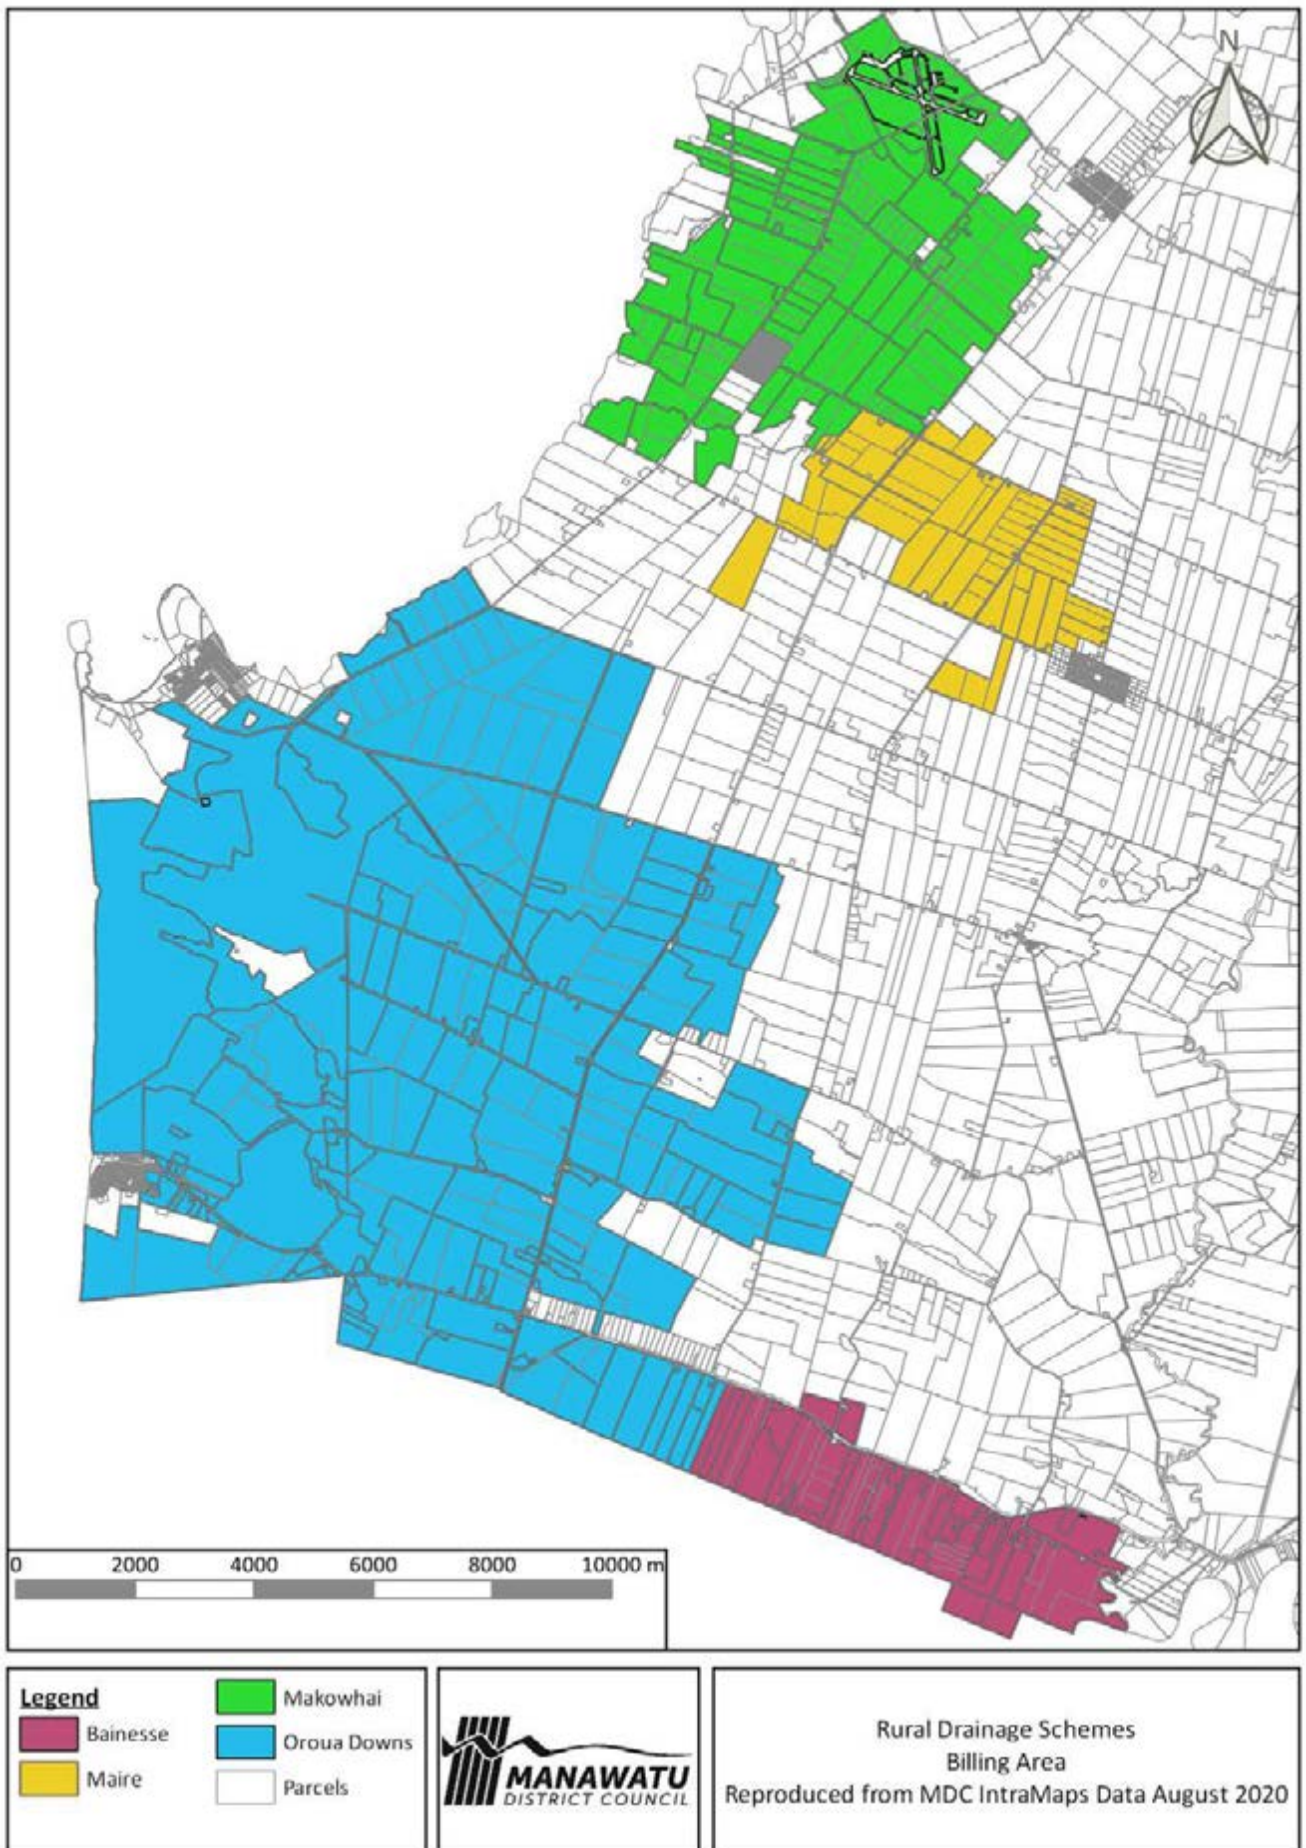 N
0 2000 4000 6000 8000 10000 m
Legend
Bainesse
Maire
Makowhai
Oroua Downs
Parcels
MANAWATU
DISTRICT COUNCIL
Rural Drainage Schemes
Billing Area
Reproduced from MDC IntraMaps Data August 2020